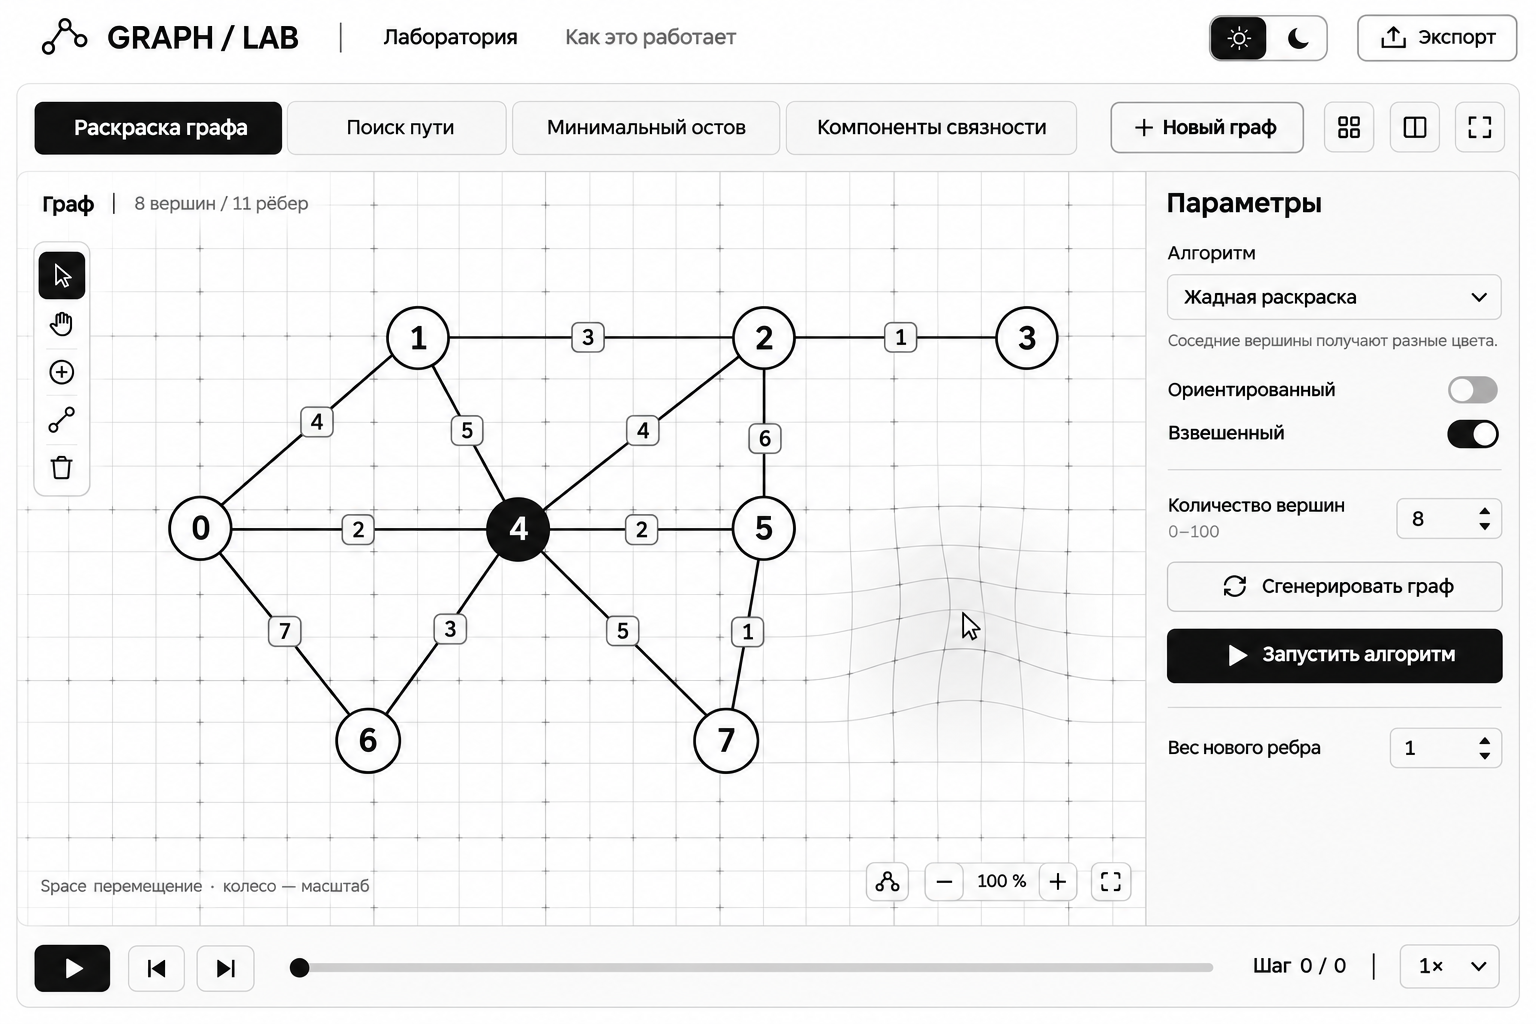 GRAPH / LAB | Лаборатория Как это работает Экспорт
Раскраска графа Поиск пути Минимальный остов Компоненты связности + Новый граф
Граф | 8 вершин / 11 рёбер
Параметры
Алгоритм
Жадная раскраска
Соседние вершины получают разные цвета.
Ориентированный
Взвешенный
Количество вершин
0–100
8
Сгенерировать граф
Запустить алгоритм
Вес нового ребра
1
1 3 2 1 3
4 5 4 6
0 2 4 2 5
7 3 5 1
6 7
Space перемещение · колесо — масштаб
− 100 % +
Шаг 0 / 0 | 1×